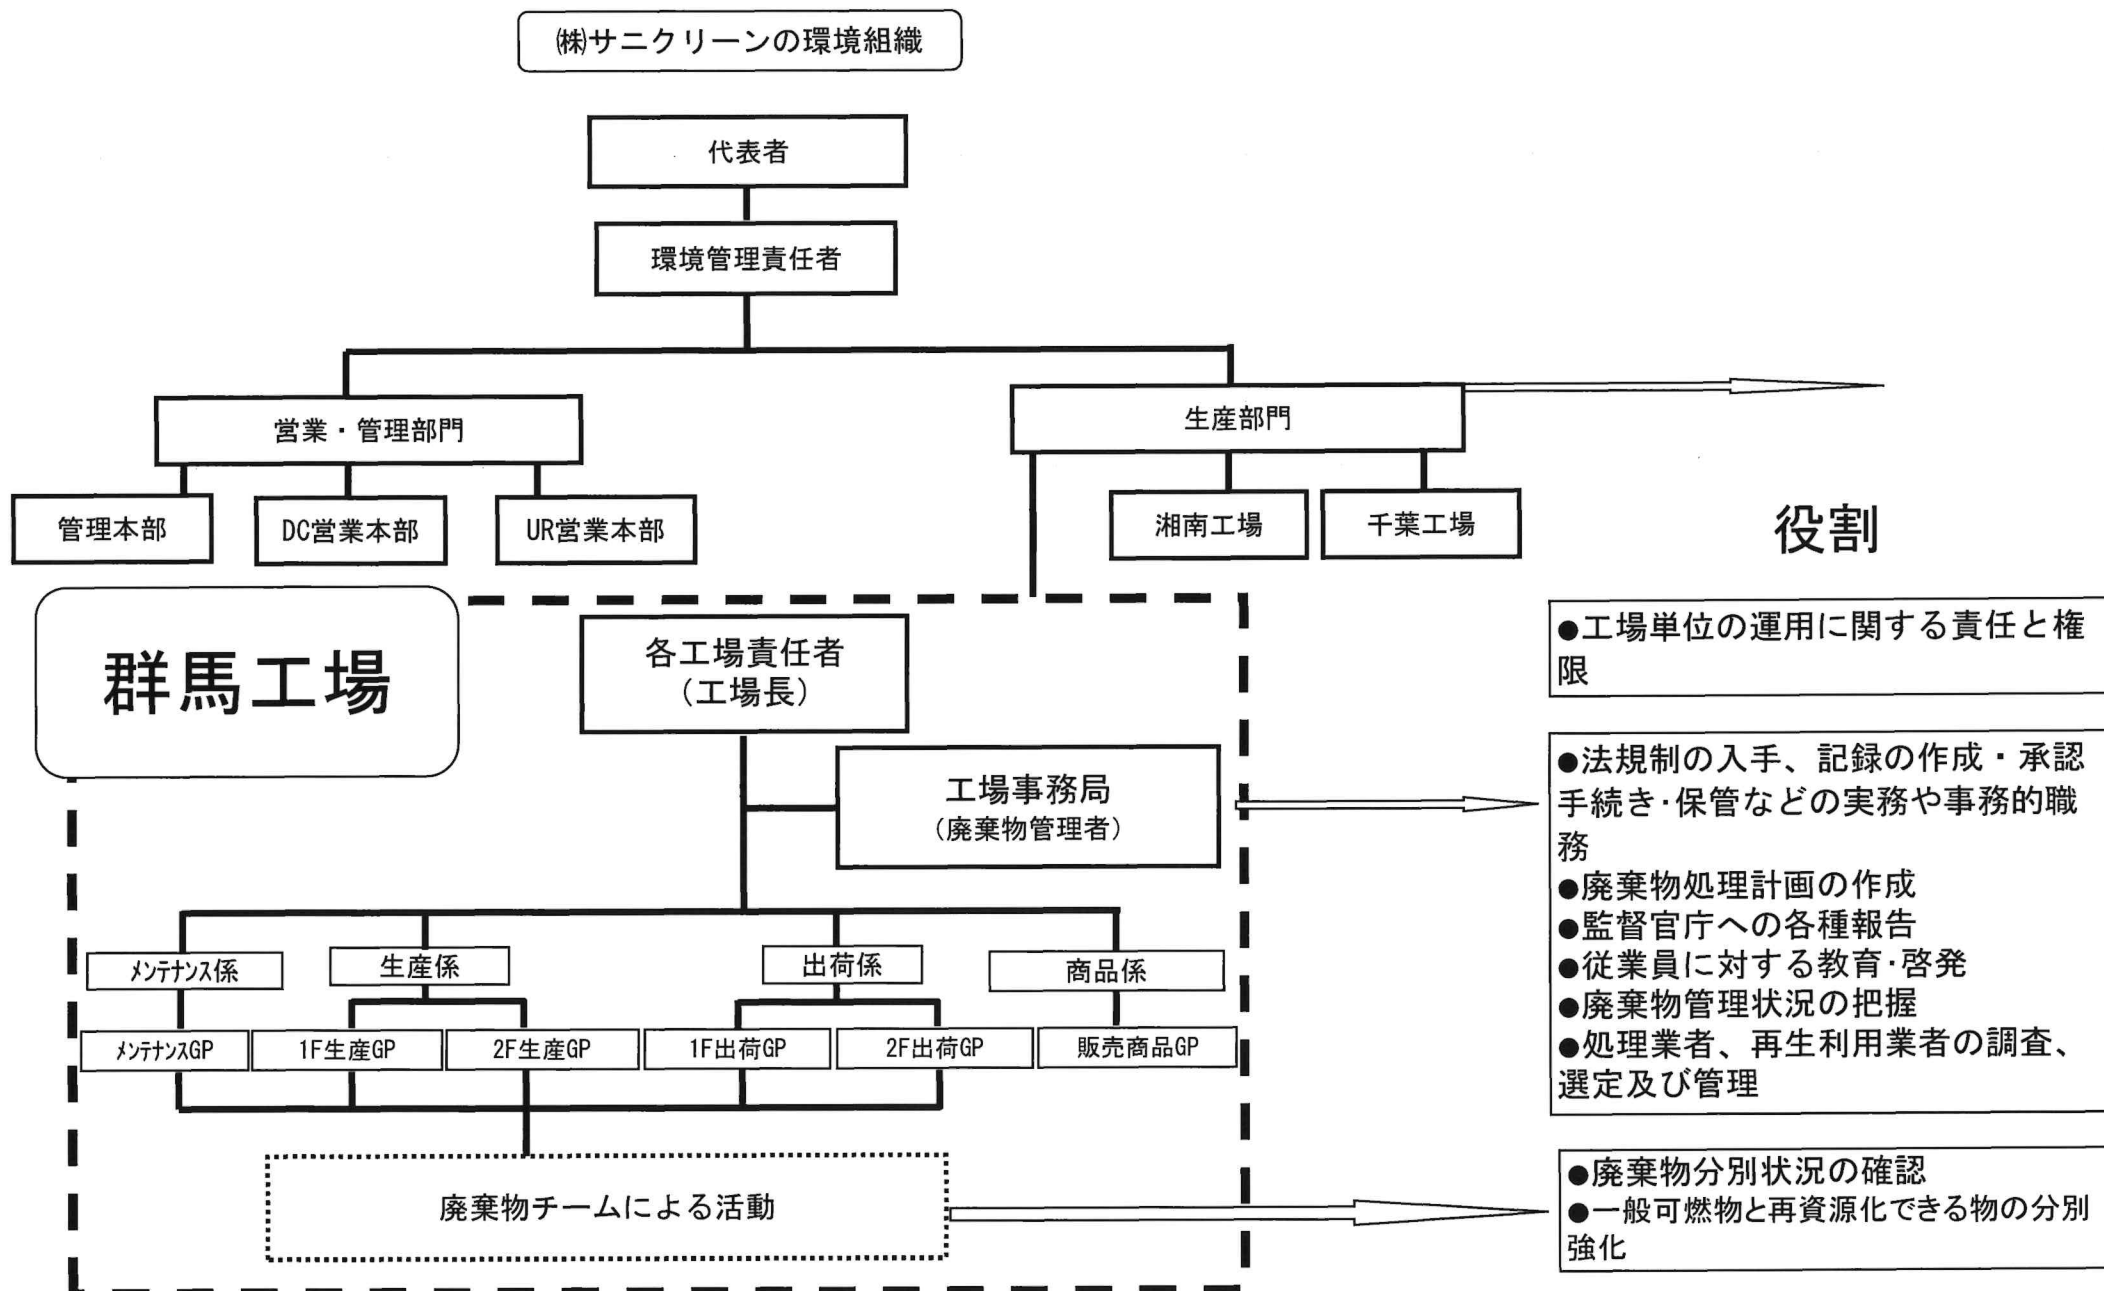 ㈱サニクリーンの環境組織
代表者
環境管理責任者
営業・管理部門
生産部門
管理本部
DC営業本部
UR営業本部
湘南工場
千葉工場
役割
群馬工場
各工場責任者
(工場長)
●工場単位の運用に関する責任と権
限
工場事務局
(廃棄物管理者)
●法規制の入手、記録の作成・承認
手続き・保管などの実務や事務的職
務
●廃棄物処理計画の作成
●監督官庁への各種報告
●従業員に対する教育・啓発
●廃棄物管理状況の把握
●処理業者、再生利用業者の調査、
選定及び管理
ﾒﾝﾃﾅﾝｽ係
生産係
出荷係
商品係
ﾒﾝﾃﾅﾝｽGP
1F生産GP
2F生産GP
1F出荷GP
2F出荷GP
販売商品GP
廃棄物チームによる活動
●廃棄物分別状況の確認
●一般可燃物と再資源化できる物の分別
強化